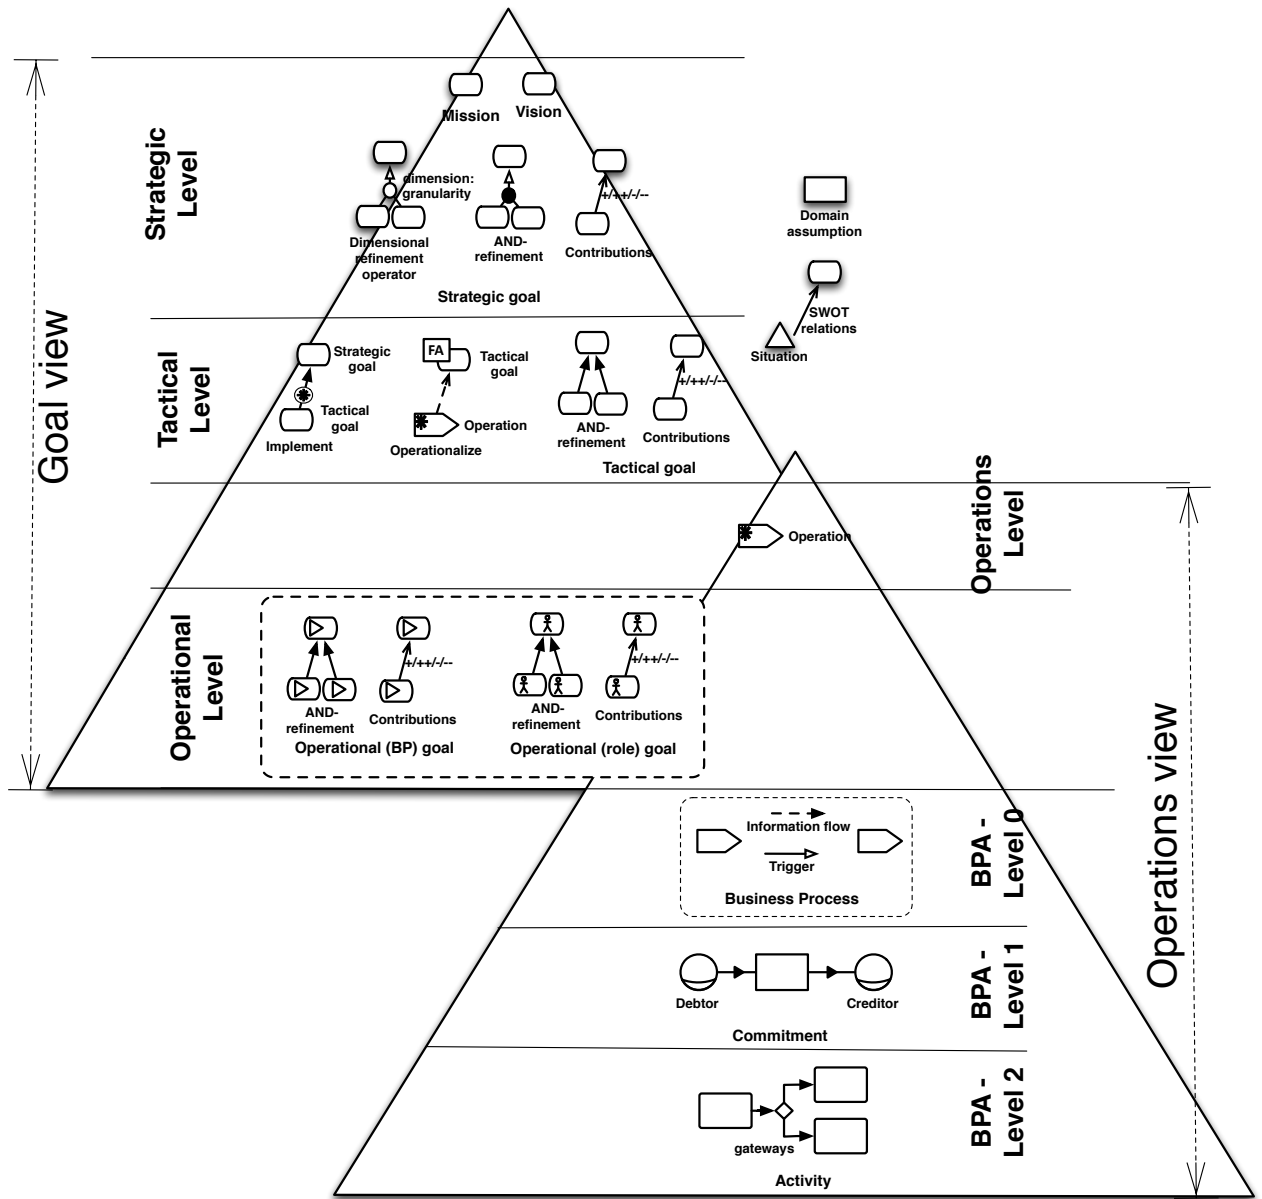 Mission
Vision
Strategic
Level
dimension:
granularity
+/++/-/--
Dimensional
refinement
operator
AND-
refinement
Contributions
Strategic goal
Domain
assumption
SWOT
relations
Situation
Goal view
Tactical
Level
Strategic
goal
Tactical
goal
Implement
FA
Tactical
goal
Operation
Operationalize
AND-
refinement
+/++/-/--
Contributions
Tactical goal
Operations
Level
Operation
Operational
Level
AND-
refinement
+/++/-/--
Contributions
Operational (BP) goal
AND-
refinement
+/++/-/--
Contributions
Operational (role) goal
Operations view
Information flow
Trigger
Business Process
BPA -
Level 0
Debtor
Creditor
Commitment
BPA -
Level 1
gateways
Activity
BPA -
Level 2